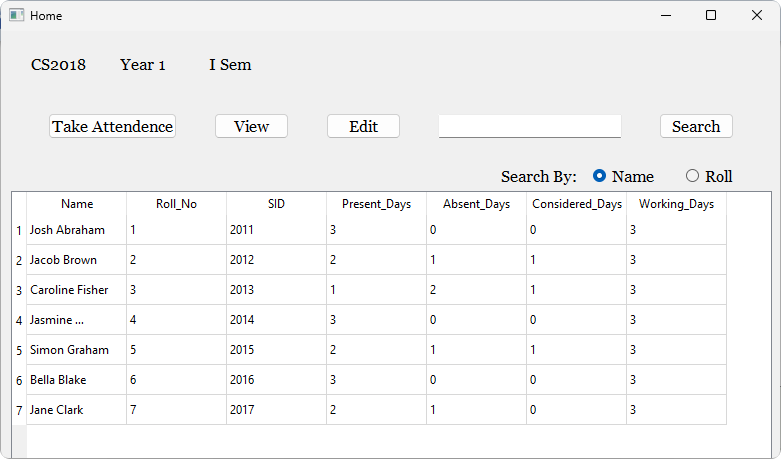 Home
CS2018 Year 1 I Sem
Take Attendence View Edit Search
Search By: Name Roll
Name Roll_No SID Present_Days Absent_Days Considered_Days Working_Days
1 Josh Abraham 1 2011 3 0 0 3
2 Jacob Brown 2 2012 2 1 1 3
3 Caroline Fisher 3 2013 1 2 1 3
4 Jasmine ... 4 2014 3 0 0 3
5 Simon Graham 5 2015 2 1 1 3
6 Bella Blake 6 2016 3 0 0 3
7 Jane Clark 7 2017 2 1 0 3